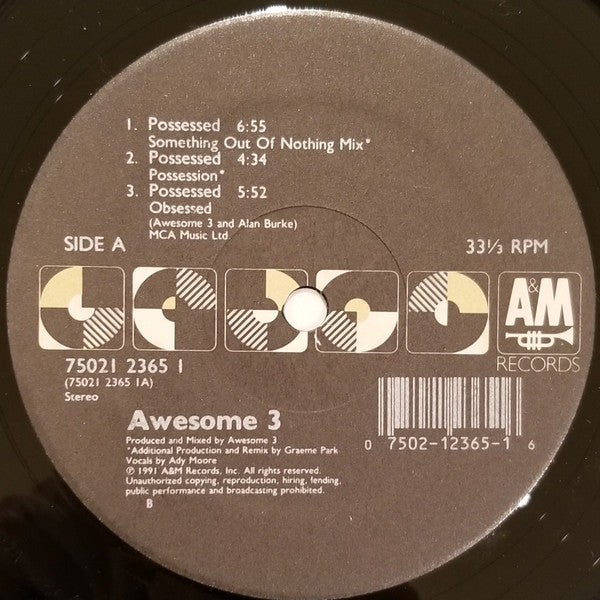 1. Possessed 6:55
Something Out Of Nothing Mix*
2. Possessed 4:34
Possession*
3. Possessed 5:52
Obsessed
(Awesome 3 and Alan Burke)
MCA Music Ltd.
SIDE A
33⅓ RPM
A&M
RECORDS
75021 2365 1
(75021 2365 1A)
Stereo
Awesome 3
Produced and Mixed by Awesome 3
*Additional Production and Remix by Graeme Park
Vocals by Ady Moore
℗ 1991 A&M Records, Inc. All rights reserved.
Unauthorized copying, reproduction, hiring, lending,
public performance and broadcasting prohibited.
B
0 7502-12365-1 6